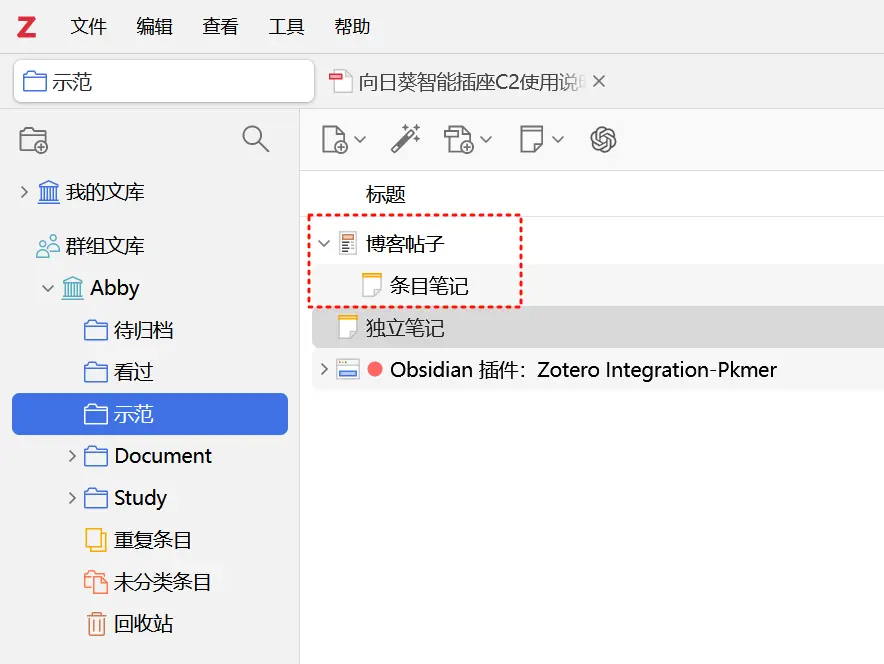 Z 文件 编辑 查看 工具 帮助
示范 向日葵智能插座C2使用说
标题
我的文库
群组文库
Abby
待归档
看过
示范
Document
Study
重复条目
未分类条目
回收站
博客帖子
条目笔记
独立笔记
Obsidian 插件：Zotero Integration-Pkmer